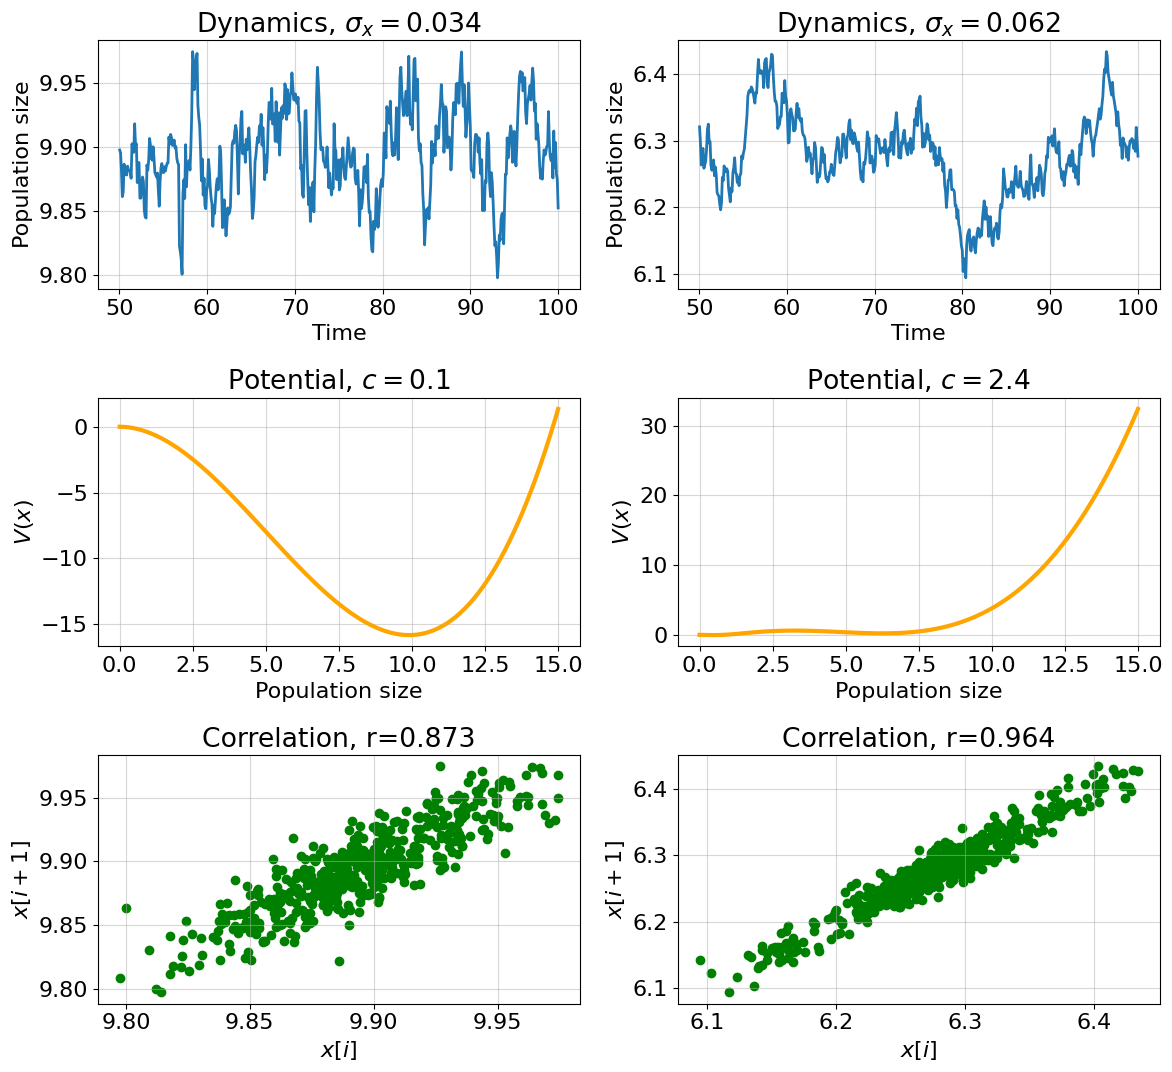 Dynamics, σx = 0.034
Population size
9.95
9.90
9.85
9.80
50 60 70 80 90 100
Time
Dynamics, σx = 0.062
Population size
6.4
6.3
6.2
6.1
50 60 70 80 90 100
Time
Potential, c = 0.1
V(x)
0
−5
−10
−15
0.0 2.5 5.0 7.5 10.0 12.5 15.0
Population size
Potential, c = 2.4
V(x)
30
20
10
0
0.0 2.5 5.0 7.5 10.0 12.5 15.0
Population size
Correlation, r=0.873
x[i + 1]
9.95
9.90
9.85
9.80
9.80 9.85 9.90 9.95
x[i]
Correlation, r=0.964
x[i + 1]
6.4
6.3
6.2
6.1
6.1 6.2 6.3 6.4
x[i]